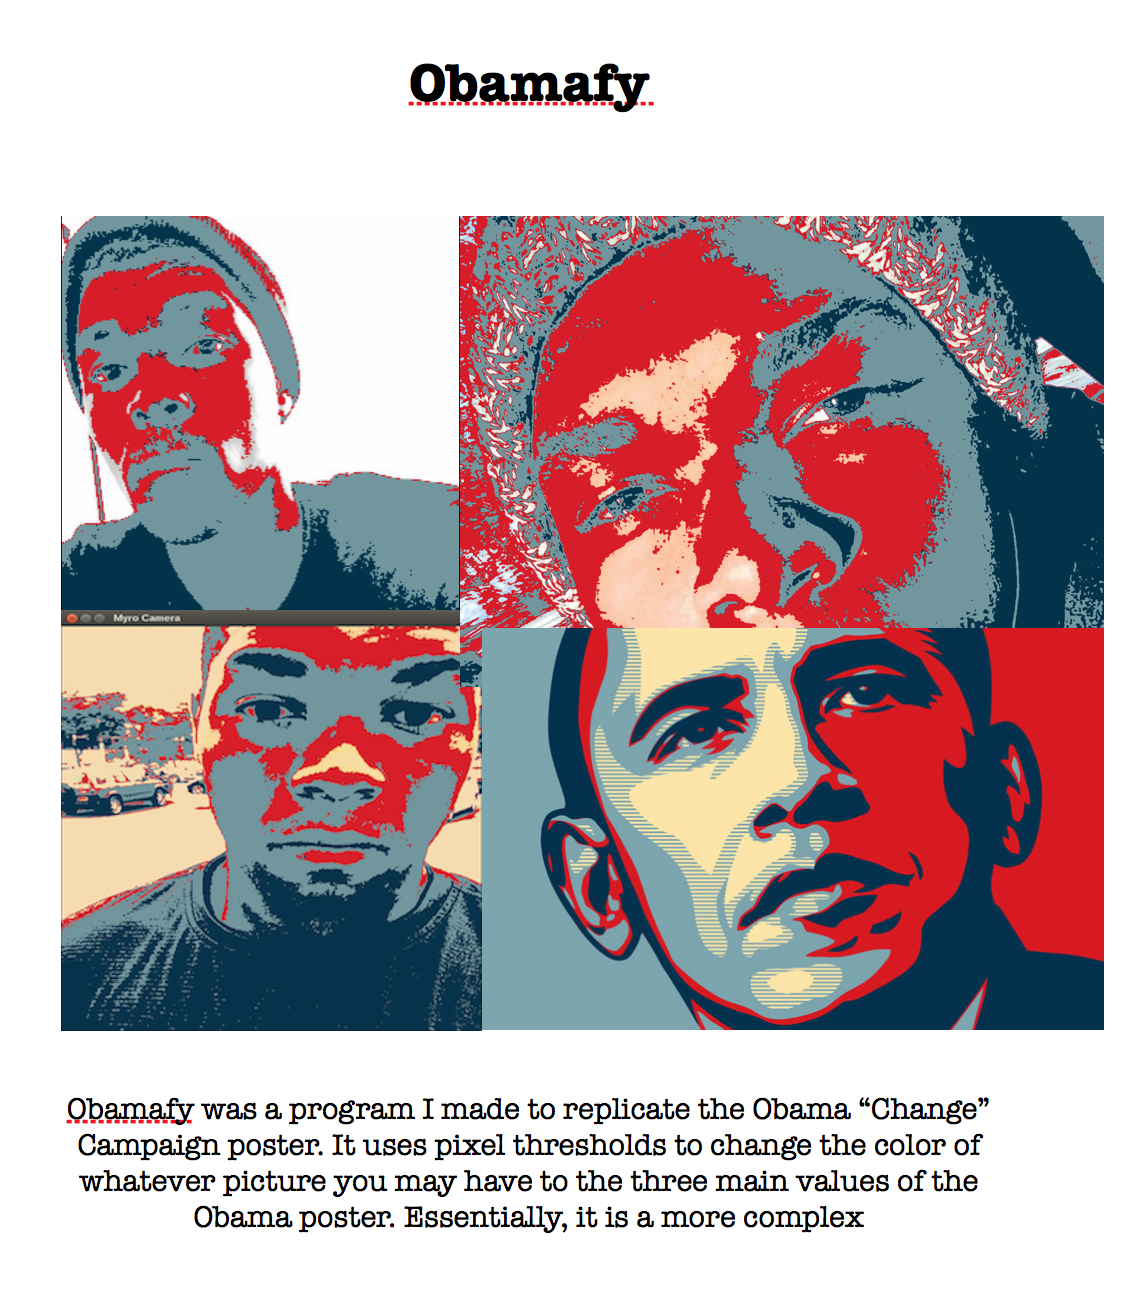 Obamafy
Myro Camera
Obamafy was a program I made to replicate the Obama “Change”
Campaign poster. It uses pixel thresholds to change the color of
whatever picture you may have to the three main values of the
Obama poster. Essentially, it is a more complex